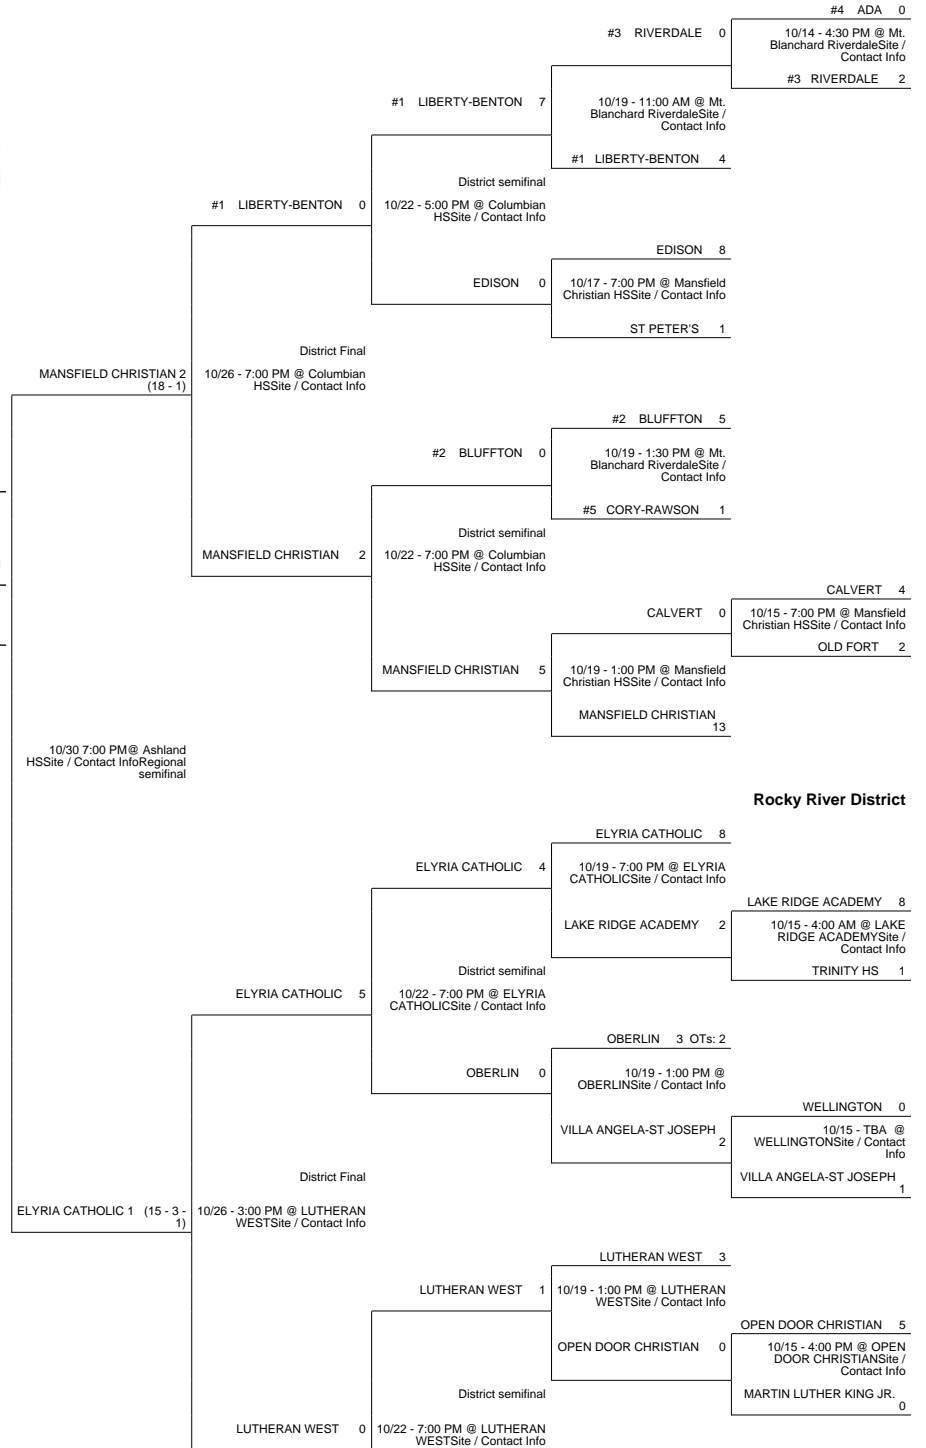 #4 ADA 0
#3 RIVERDALE 0
10/14 - 4:30 PM @ Mt.
Blanchard RiverdaleSite /
Contact Info
#3 RIVERDALE 2
#1 LIBERTY-BENTON 7
10/19 - 11:00 AM @ Mt.
Blanchard RiverdaleSite /
Contact Info
#1 LIBERTY-BENTON 4
District semifinal
#1 LIBERTY-BENTON 0
10/22 - 5:00 PM @ Columbian
HSSite / Contact Info
EDISON 8
EDISON 0
10/17 - 7:00 PM @ Mansfield
Christian HSSite / Contact Info
ST PETER'S 1
District Final
MANSFIELD CHRISTIAN 2
(18 - 1)
10/26 - 7:00 PM @ Columbian
HSSite / Contact Info
#2 BLUFFTON 5
#2 BLUFFTON 0
10/19 - 1:30 PM @ Mt.
Blanchard RiverdaleSite /
Contact Info
#5 CORY-RAWSON 1
District semifinal
MANSFIELD CHRISTIAN 2
10/22 - 7:00 PM @ Columbian
HSSite / Contact Info
CALVERT 4
CALVERT 0
10/15 - 7:00 PM @ Mansfield
Christian HSSite / Contact Info
OLD FORT 2
MANSFIELD CHRISTIAN 5
10/19 - 1:00 PM @ Mansfield
Christian HSSite / Contact Info
MANSFIELD CHRISTIAN
13
10/30 7:00 PM@ Ashland
HSSite / Contact InfoRegional
semifinal
Rocky River District
ELYRIA CATHOLIC 8
ELYRIA CATHOLIC 4
10/19 - 7:00 PM @ ELYRIA
CATHOLICSite / Contact Info
LAKE RIDGE ACADEMY 8
LAKE RIDGE ACADEMY 2
10/15 - 4:00 AM @ LAKE
RIDGE ACADEMYSite /
Contact Info
TRINITY HS 1
District semifinal
ELYRIA CATHOLIC 5
10/22 - 7:00 PM @ ELYRIA
CATHOLICSite / Contact Info
OBERLIN 3 OTs: 2
OBERLIN 0
10/19 - 1:00 PM @
OBERLINSite / Contact Info
WELLINGTON 0
VILLA ANGELA-ST JOSEPH
2
10/15 - TBA @
WELLINGTONSite / Contact
Info
VILLA ANGELA-ST JOSEPH
1
District Final
ELYRIA CATHOLIC 1 (15 - 3 -
1)
10/26 - 3:00 PM @ LUTHERAN
WESTSite / Contact Info
LUTHERAN WEST 3
LUTHERAN WEST 1
10/19 - 1:00 PM @ LUTHERAN
WESTSite / Contact Info
OPEN DOOR CHRISTIAN 5
OPEN DOOR CHRISTIAN 0
10/15 - 4:00 PM @ OPEN
DOOR CHRISTIANSite /
Contact Info
MARTIN LUTHER KING JR.
0
District semifinal
LUTHERAN WEST 0
10/22 - 7:00 PM @ LUTHERAN
WESTSite / Contact Info